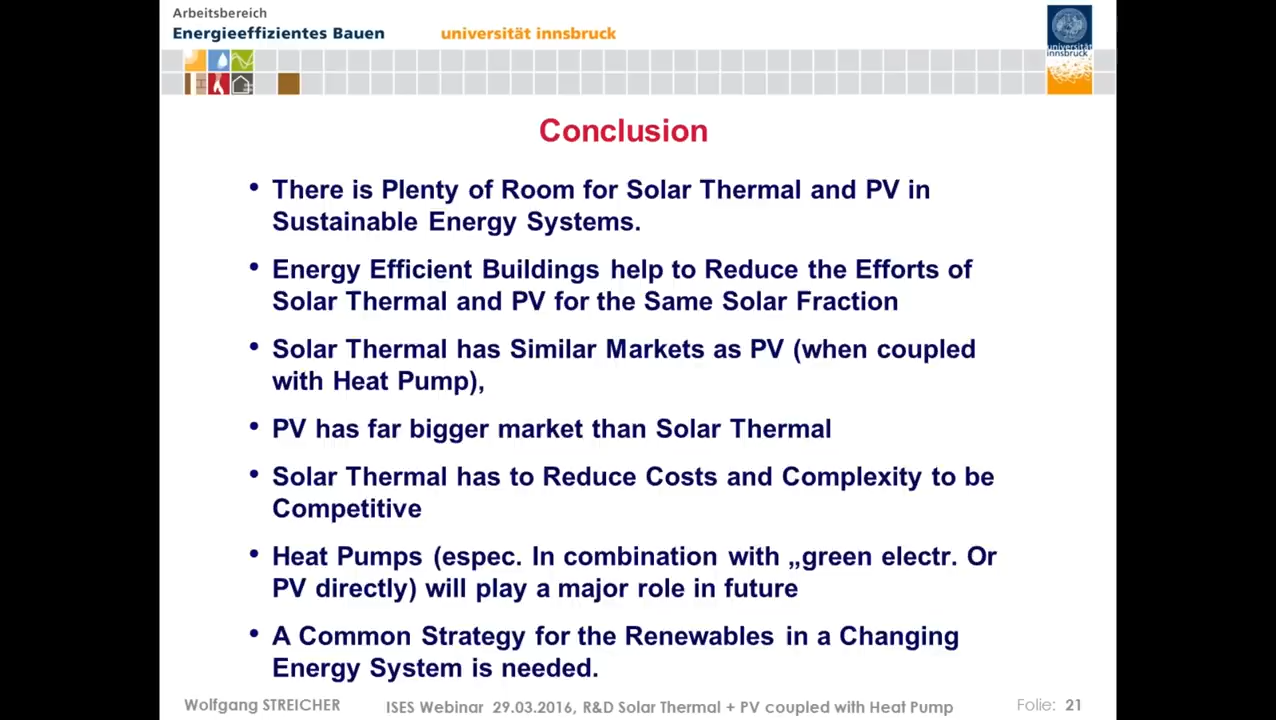 Arbeitsbereich
Energieeffizientes Bauen
universität innsbruck
universität
innsbruck
Conclusion
• There is Plenty of Room for Solar Thermal and PV in
Sustainable Energy Systems.
• Energy Efficient Buildings help to Reduce the Efforts of
Solar Thermal and PV for the Same Solar Fraction
• Solar Thermal has Similar Markets as PV (when coupled
with Heat Pump),
• PV has far bigger market than Solar Thermal
• Solar Thermal has to Reduce Costs and Complexity to be
Competitive
• Heat Pumps (espec. In combination with „green electr. Or
PV directly) will play a major role in future
• A Common Strategy for the Renewables in a Changing
Energy System is needed.
Wolfgang STREICHER ISES Webinar 29.03.2016, R&D Solar Thermal + PV coupled with Heat Pump Folie: 21